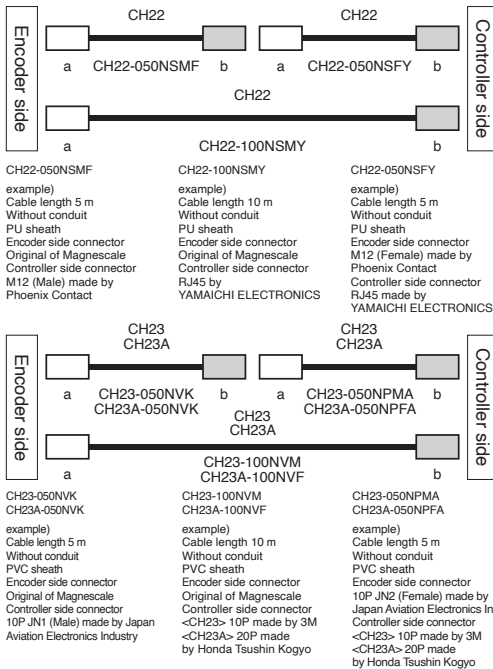 CH22
CH22
Encoder side
Controller side
a
CH22-050NSMF
b
a
CH22-050NSFY
b
CH22
a
CH22-100NSMY
b
CH22-050NSMF
example)
Cable length 5 m
Without conduit
PU sheath
Encoder side connector
Original of Magnescale
Controller side connector
M12 (Male) made by
Phoenix Contact
CH22-100NSMY
example)
Cable length 10 m
Without conduit
PU sheath
Encoder side connector
Original of Magnescale
Controller side connector
RJ45 by
YAMAICHI ELECTRONICS
CH22-050NSFY
example)
Cable length 5 m
Without conduit
PU sheath
Encoder side connector
M12 (Female) made by
Phoenix Contact
Controller side connector
RJ45 made by
YAMAICHI ELECTRONICS
CH23
CH23A
CH23
CH23A
Encoder side
Controller side
a
CH23-050NVK
CH23A-050NVK
b
a
CH23-050NPMA
CH23A-050NPFA
b
CH23
CH23A
a
CH23-100NVM
CH23A-100NVF
b
CH23-050NVK
CH23A-050NVK
example)
Cable length 5 m
Without conduit
PVC sheath
Encoder side connector
Original of Magnescale
Controller side connector
10P JN1 (Male) made by Japan
Aviation Electronics Industry
CH23-100NVM
CH23A-100NVF
example)
Cable length 10 m
Without conduit
PVC sheath
Encoder side connector
Original of Magnescale
Controller side connector
<CH23> 10P made by 3M
<CH23A> 20P made
by Honda Tsushin Kogyo
CH23-050NPMA
CH23A-050NPFA
example)
Cable length 5 m
Without conduit
PVC sheath
Encoder side connector
10P JN2 (Female) made by
Japan Aviation Electronics In
Controller side connector
<CH23> 10P made by 3M
<CH23A> 20P made
by Honda Tsushin Kogyo